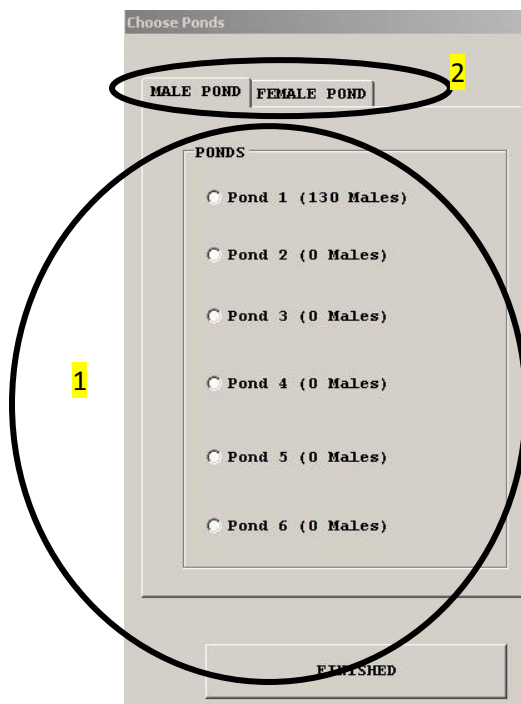 Choose Ponds
2
MALE POND FEMALE POND
PONDS
Pond 1 (130 Males)
Pond 2 (0 Males)
Pond 3 (0 Males)
1
Pond 4 (0 Males)
Pond 5 (0 Males)
Pond 6 (0 Males)
FINISHED